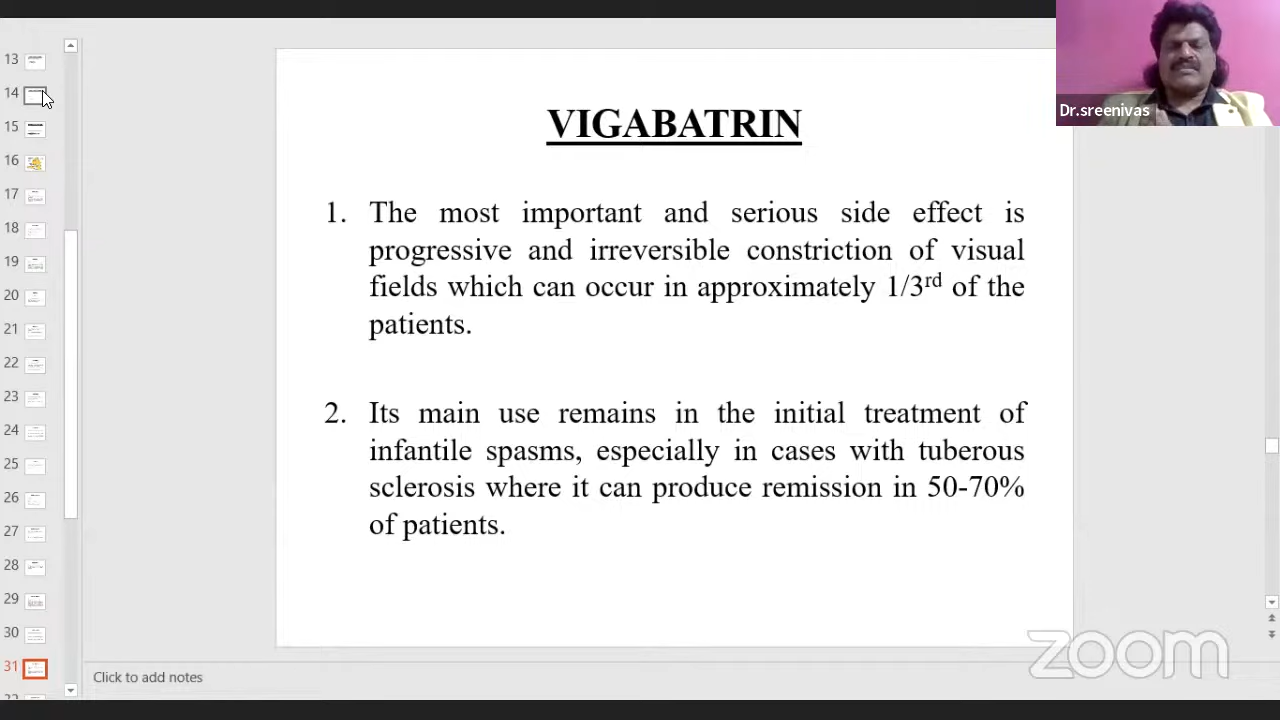 13
14
15
16
17
18
19
20
21
22
23
24
25
26
27
28
29
30
31
VIGABATRIN
1. The most important and serious side effect is
progressive and irreversible constriction of visual
fields which can occur in approximately 1/3rd of the
patients.
2. Its main use remains in the initial treatment of
infantile spasms, especially in cases with tuberous
sclerosis where it can produce remission in 50-70%
of patients.
Click to add notes
Dr.sreenivas
zoom